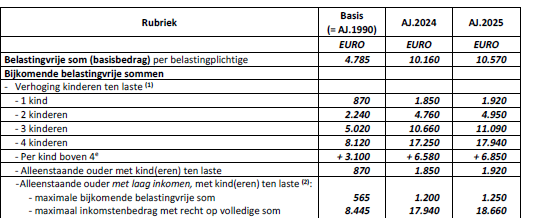 Rubriek Basis (= AJ.1990) AJ.2024 AJ.2025
EURO EURO EURO
Belastingvrije som (basisbedrag) per belastingplichtige 4.785 10.160 10.570
Bijkomende belastingvrije sommen
- Verhoging kinderen ten laste (1)
- 1 kind 870 1.850 1.920
- 2 kinderen 2.240 4.760 4.950
- 3 kinderen 5.020 10.660 11.090
- 4 kinderen 8.120 17.250 17.940
- Per kind boven 4e + 3.100 + 6.580 + 6.850
- Alleenstaande ouder met kind(eren) ten laste 870 1.850 1.920
-Alleenstaande ouder met laag inkomen, met kind(eren) ten laste (2):
- maximale bijkomende belastingvrije som 565 1.200 1.250
- maximaal inkomstenbedrag met recht op volledige som 8.445 17.940 18.660